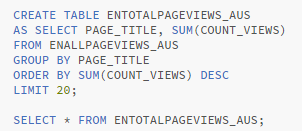 CREATE TABLE ENTOTALPAGEVIEWS_AUS
AS SELECT PAGE_TITLE, SUM(COUNT_VIEWS)
FROM ENALLPAGEVIEWS_AUS
GROUP BY PAGE_TITLE
ORDER BY SUM(COUNT_VIEWS) DESC
LIMIT 20;
SELECT * FROM ENTOTALPAGEVIEWS_AUS;